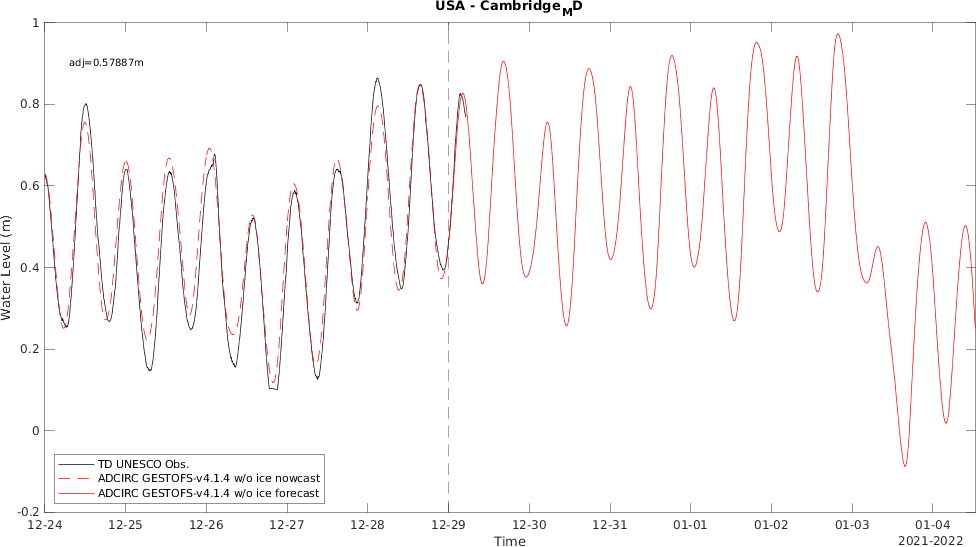 USA - Cambridge_MD
adj=0.57887m
1
0.8
0.6
0.4
0.2
0
-0.2
Water Level (m)
TD UNESCO Obs.
ADCIRC GESTOFS-v4.1.4 w/o ice nowcast
ADCIRC GESTOFS-v4.1.4 w/o ice forecast
12-24 12-25 12-26 12-27 12-28 12-29 12-30 12-31 01-01 01-02 01-03 01-04
Time
2021-2022